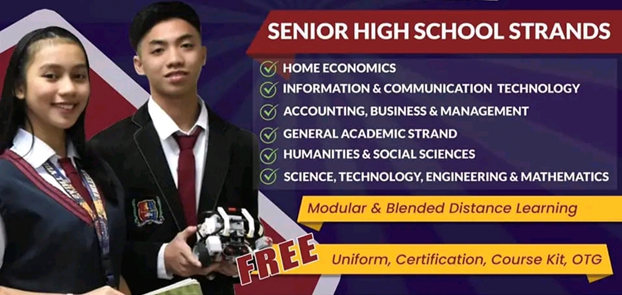 SENIOR HIGH SCHOOL STRANDS
HOME ECONOMICS
INFORMATION & COMMUNICATION TECHNOLOGY
ACCOUNTING, BUSINESS & MANAGEMENT
GENERAL ACADEMIC STRAND
HUMANITIES & SOCIAL SCIENCES
SCIENCE, TECHNOLOGY, ENGINEERING & MATHEMATICS
Modular & Blended Distance Learning
FREE Uniform, Certification, Course Kit, OTG